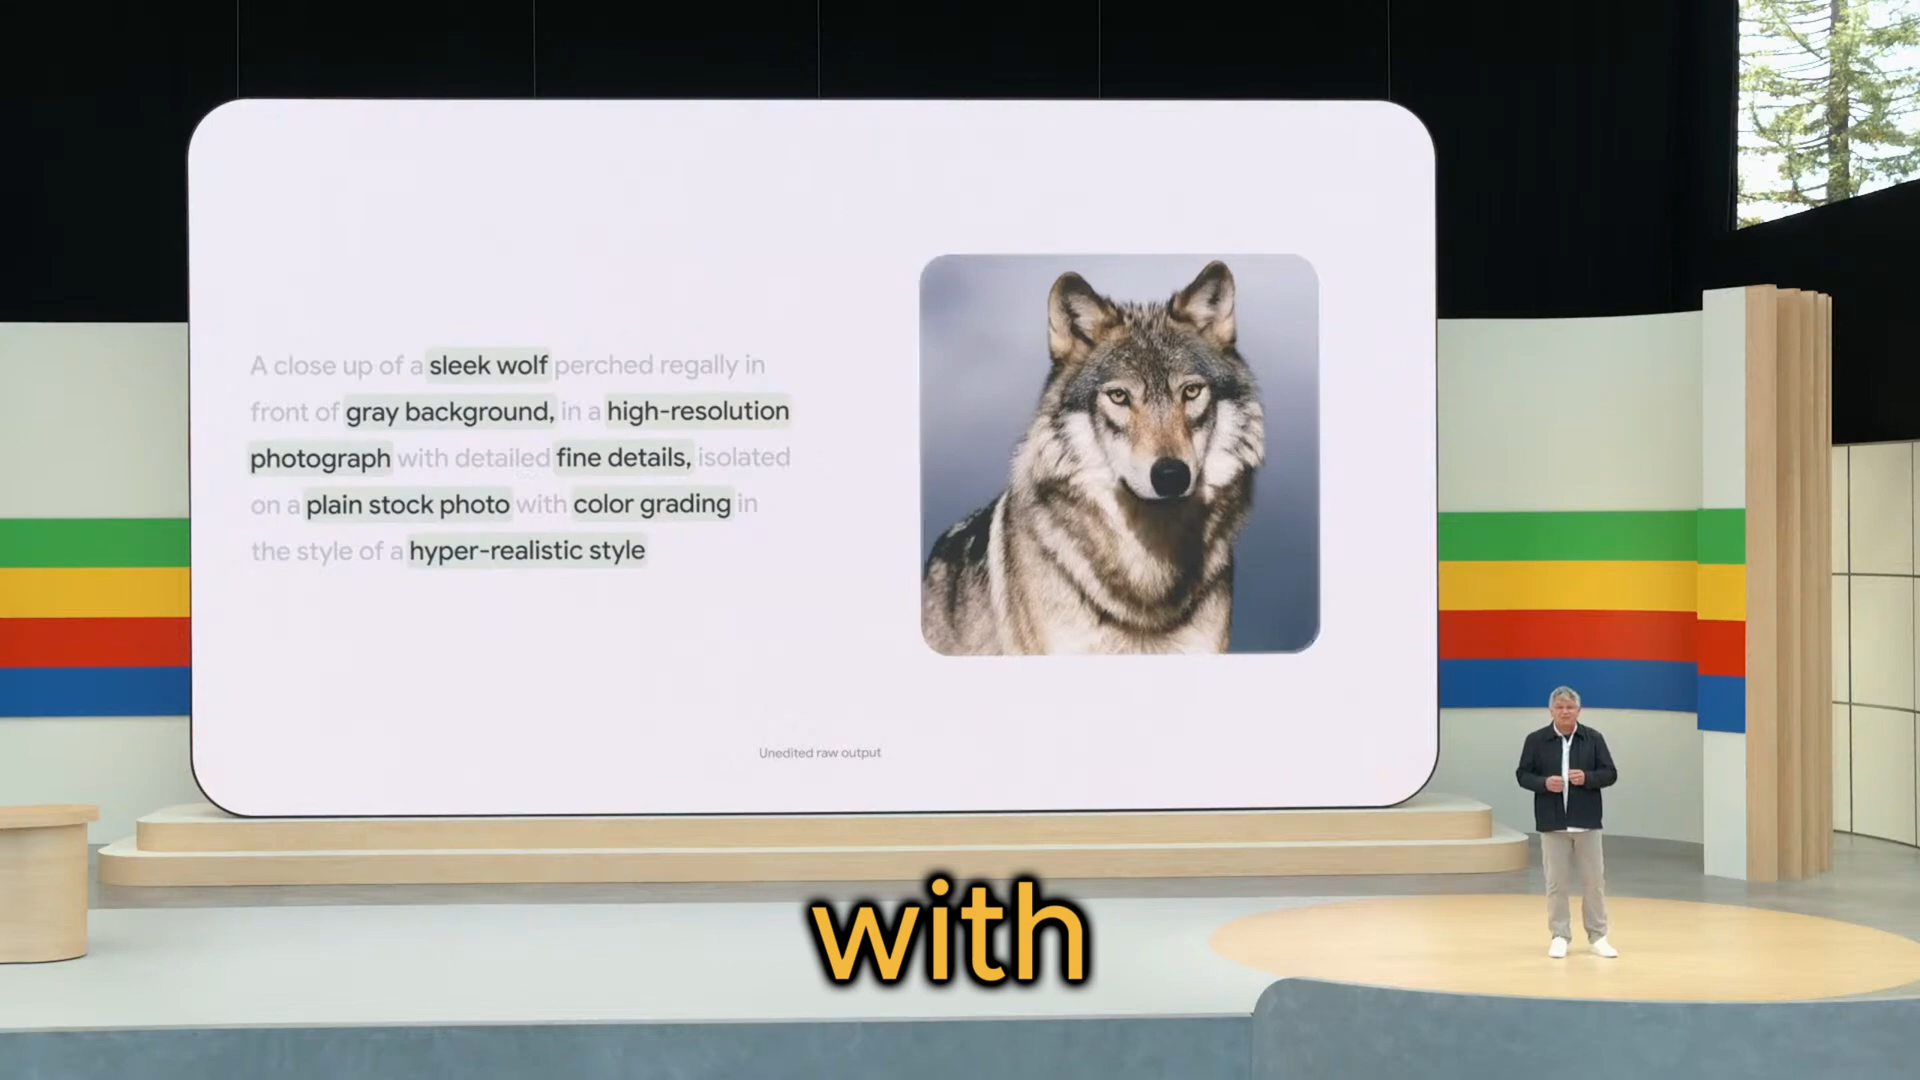 A close up of a sleek wolf perched regally in
front of gray background, in a high-resolution
photograph with detailed fine details, isolated
on a plain stock photo with color grading in
the style of a hyper-realistic style
Unedited raw output
with